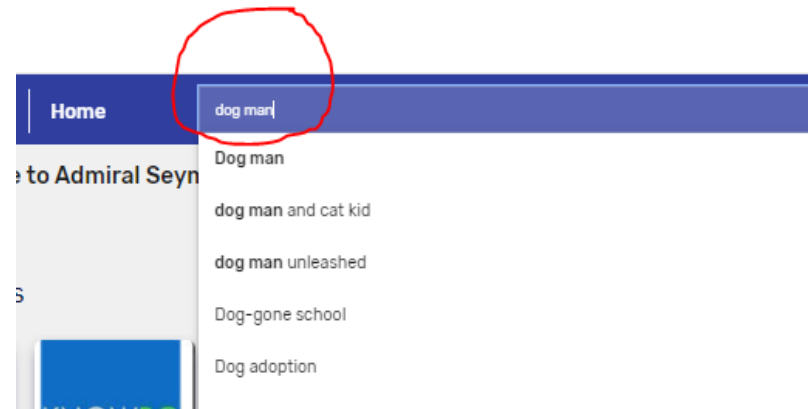 Home
dog man
Dog man
e to Admiral Seym
dog man and cat kid
dog man unleashed
s
Dog-gone school
Dog adoption